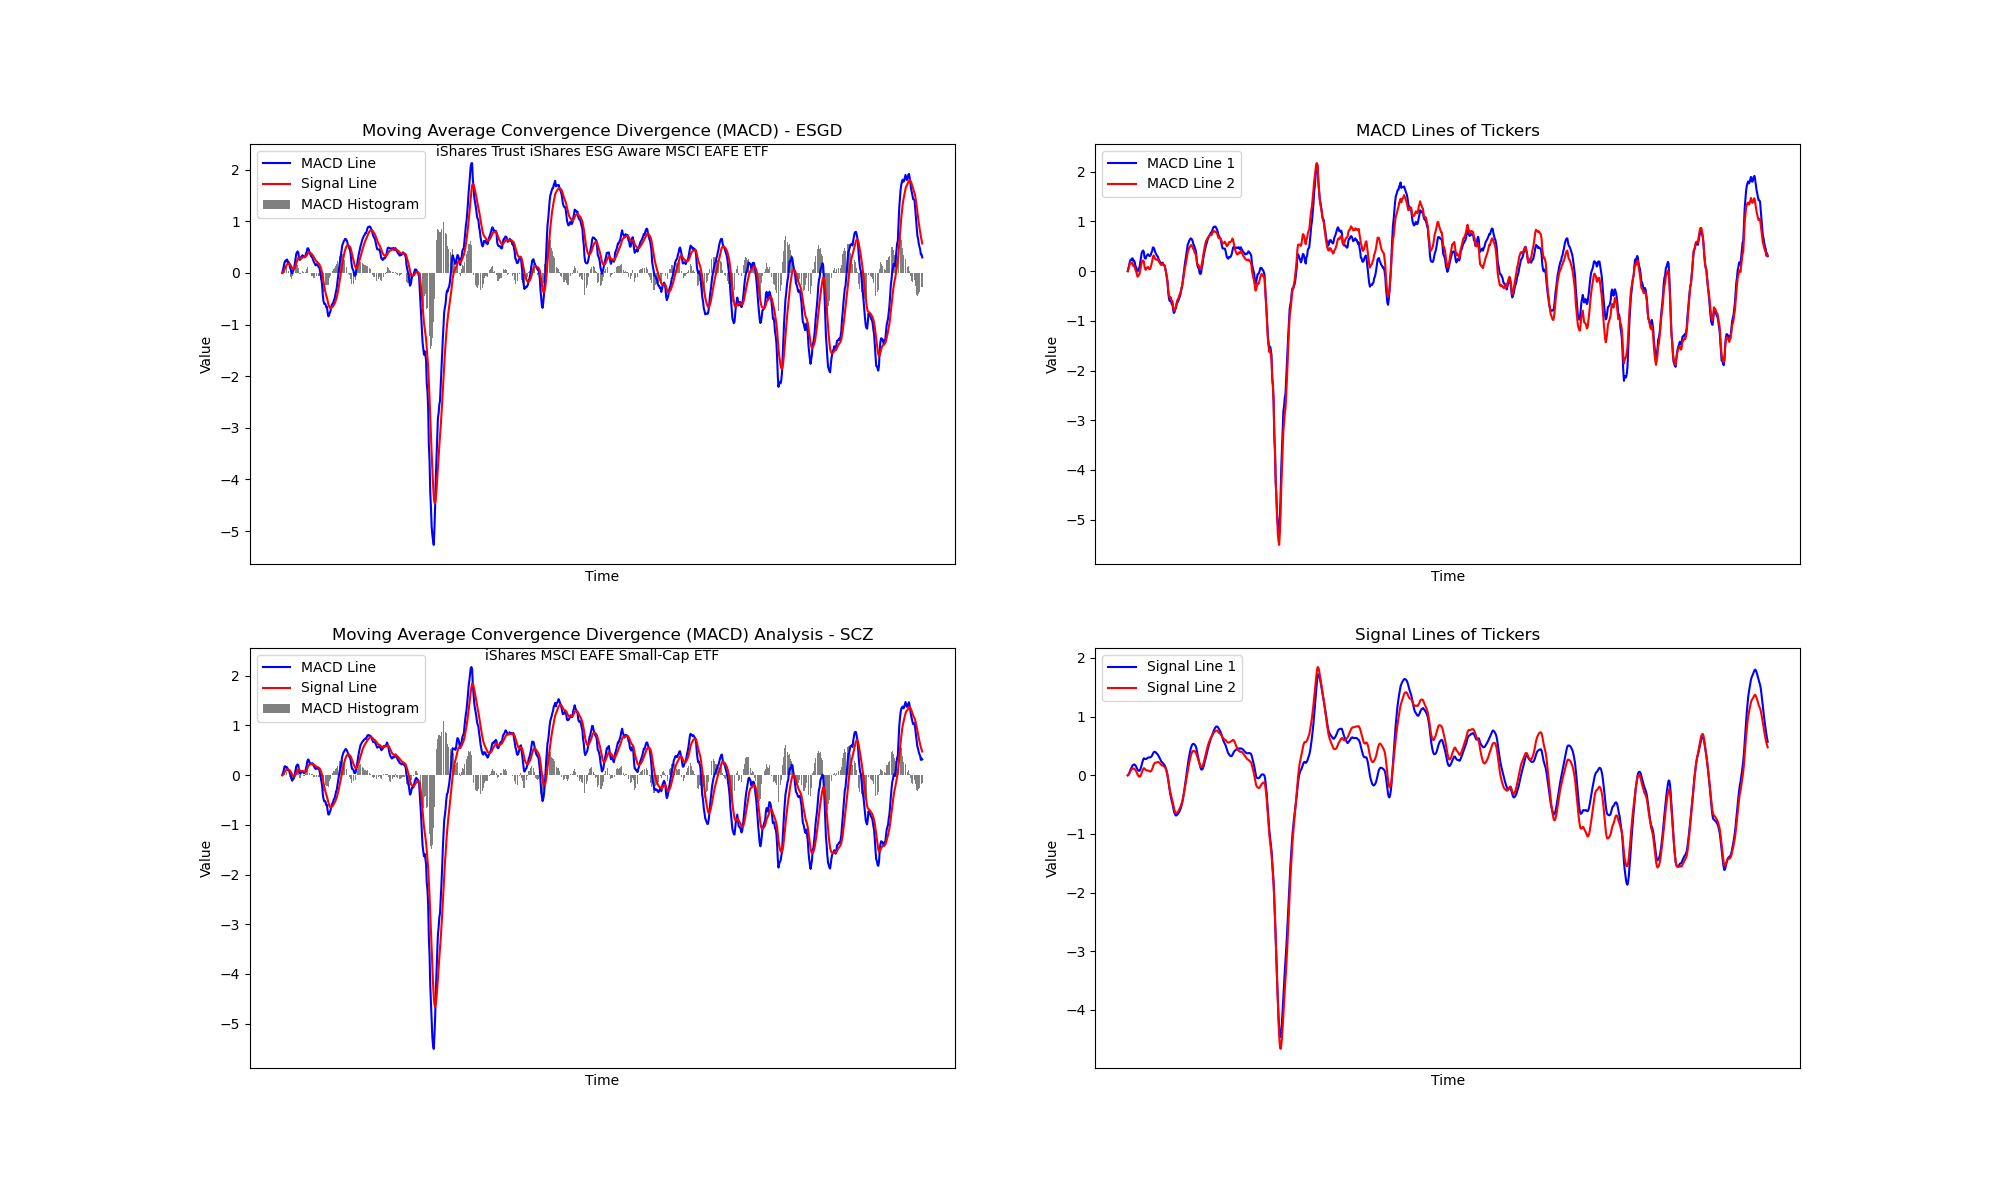 Moving Average Convergence Divergence (MACD) - ESGD
iShares Trust iShares ESG Aware MSCI EAFE ETF
MACD Line
Signal Line
MACD Histogram
2
1
0
−1
−2
−3
−4
−5
Value
Time
MACD Lines of Tickers
MACD Line 1
MACD Line 2
2
1
0
−1
−2
−3
−4
−5
Value
Time
Moving Average Convergence Divergence (MACD) Analysis - SCZ
iShares MSCI EAFE Small-Cap ETF
MACD Line
Signal Line
MACD Histogram
2
1
0
−1
−2
−3
−4
−5
Value
Time
Signal Lines of Tickers
Signal Line 1
Signal Line 2
2
1
0
−1
−2
−3
−4
Value
Time